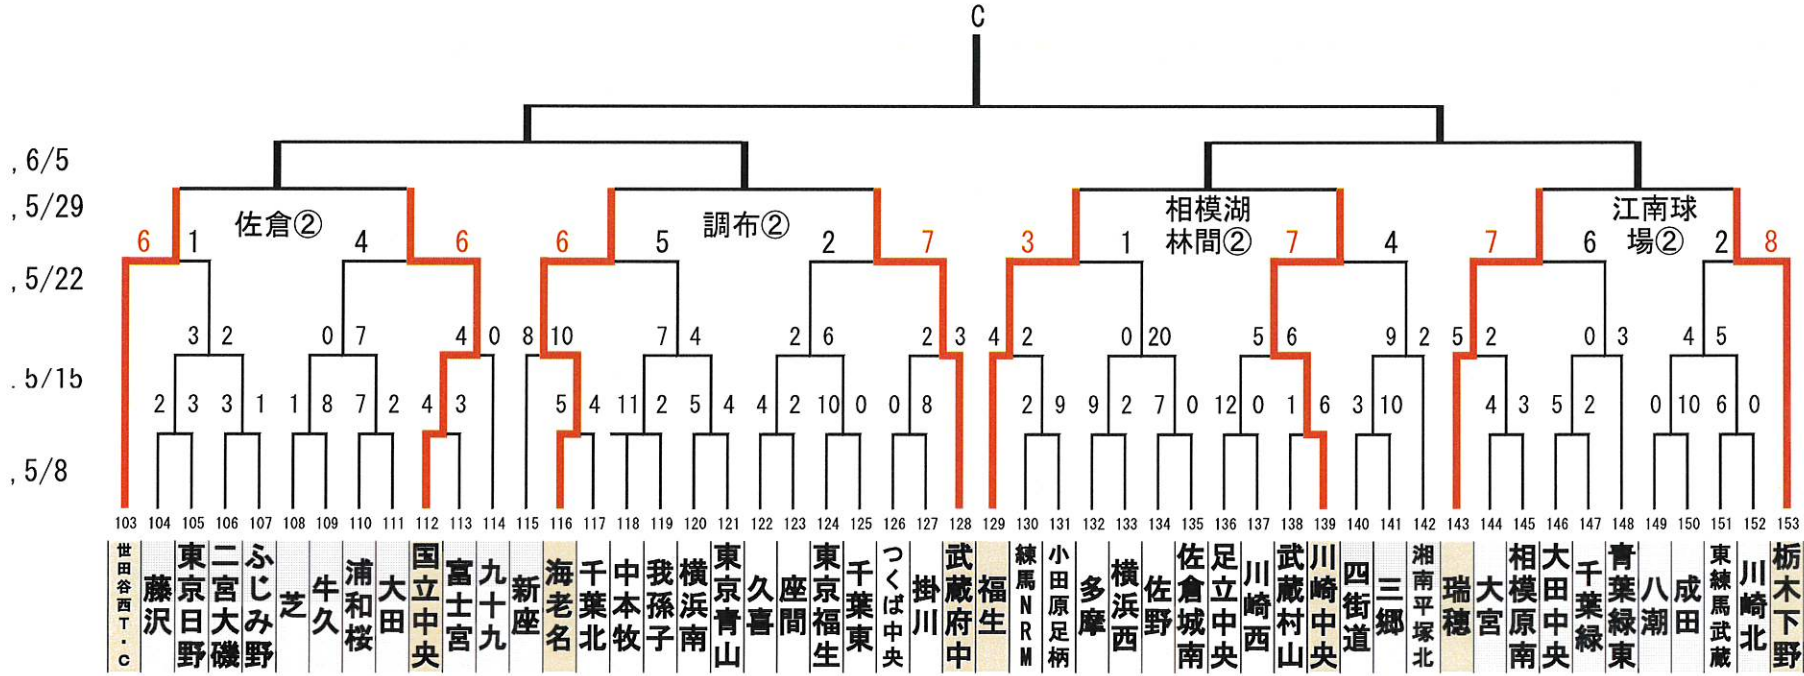 C
, 6/5
, 5/29
佐倉② 調布② 相模湖林間② 江南球場②
6 1 4 6 6 5 2 7 3 1 7 4 7 6 2 8
, 5/22
3 2 0 7 4 0 8 10 7 4 2 6 2 3 4 2 0 20 5 6 9 2 5 2 0 3 4 5
. 5/15
2 3 3 1 1 8 7 2 4 3 5 4 11 2 5 4 4 2 10 0 0 8 2 9 9 2 7 0 12 0 1 6 3 10 4 3 5 2 0 10 6 0
, 5/8
103 104 105 106 107 108 109 110 111 112 113 114 115 116 117 118 119 120 121 122 123 124 125 126 127 128 129 130 131 132 133 134 135 136 137 138 139 140 141 142 143 144 145 146 147 148 149 150 151 152 153
世田谷西T・C
藤沢
東京日野
二宮大磯
ふじみ野
芝
牛久
浦和桜
大田
国立中央
富士宮
九十九
新座
海老名
千葉北
中本牧
我孫子
横浜南
東京青山
久喜
座間
東京福生
千葉東
つくば中央
掛川
武蔵府中
福生
練馬NRM
小田原足柄
多摩
横浜西
佐野
佐倉城南
足立中央
川崎西
武蔵村山
川崎中央
四街道
三郷
湘南平塚北
瑞穂
大宮
相模原南
大田中央
千葉緑
青葉緑東
八潮
成田
東練馬武蔵
川崎北
栃木下野